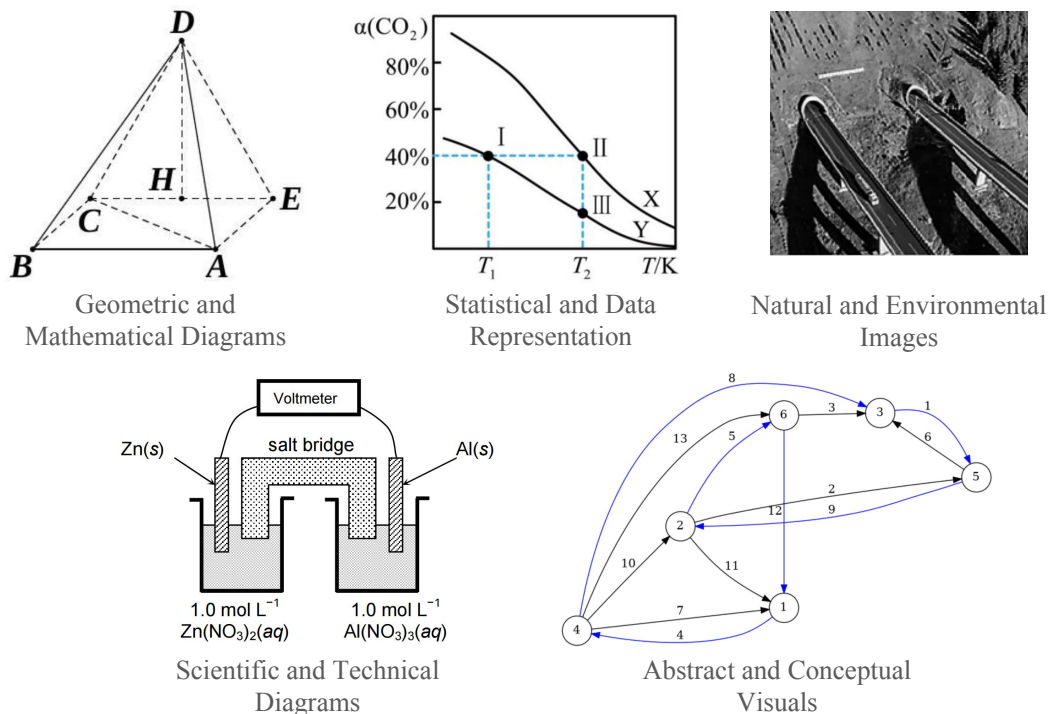 D
H
C
E
B
A
Geometric and
Mathematical Diagrams
α(CO₂)
80%
60%
40%
20%
I
II
III
X
Y
T₁
T₂
T/K
Statistical and Data
Representation
Natural and Environmental
Images
Voltmeter
salt bridge
Zn(s)
Al(s)
1.0 mol L⁻¹
Zn(NO₃)₂(aq)
1.0 mol L⁻¹
Al(NO₃)₃(aq)
Scientific and Technical
Diagrams
8
6
3
3
1
13
5
6
5
2
12
9
2
10
11
7
1
4
4
Abstract and Conceptual
Visuals